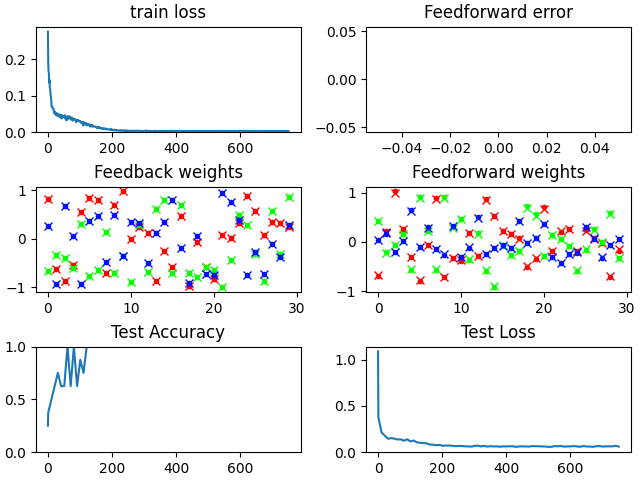 train loss
Feedforward error
0.2
0.1
0.0
0 200 400 600
0.05
0.00
−0.05
−0.04 −0.02 0.00 0.02 0.04
Feedback weights
Feedforward weights
1
0
−1
0 10 20 30
1
0
−1
0 10 20 30
Test Accuracy
Test Loss
1.0
0.5
0.0
0 200 400 600
1.0
0.5
0.0
0 200 400 600